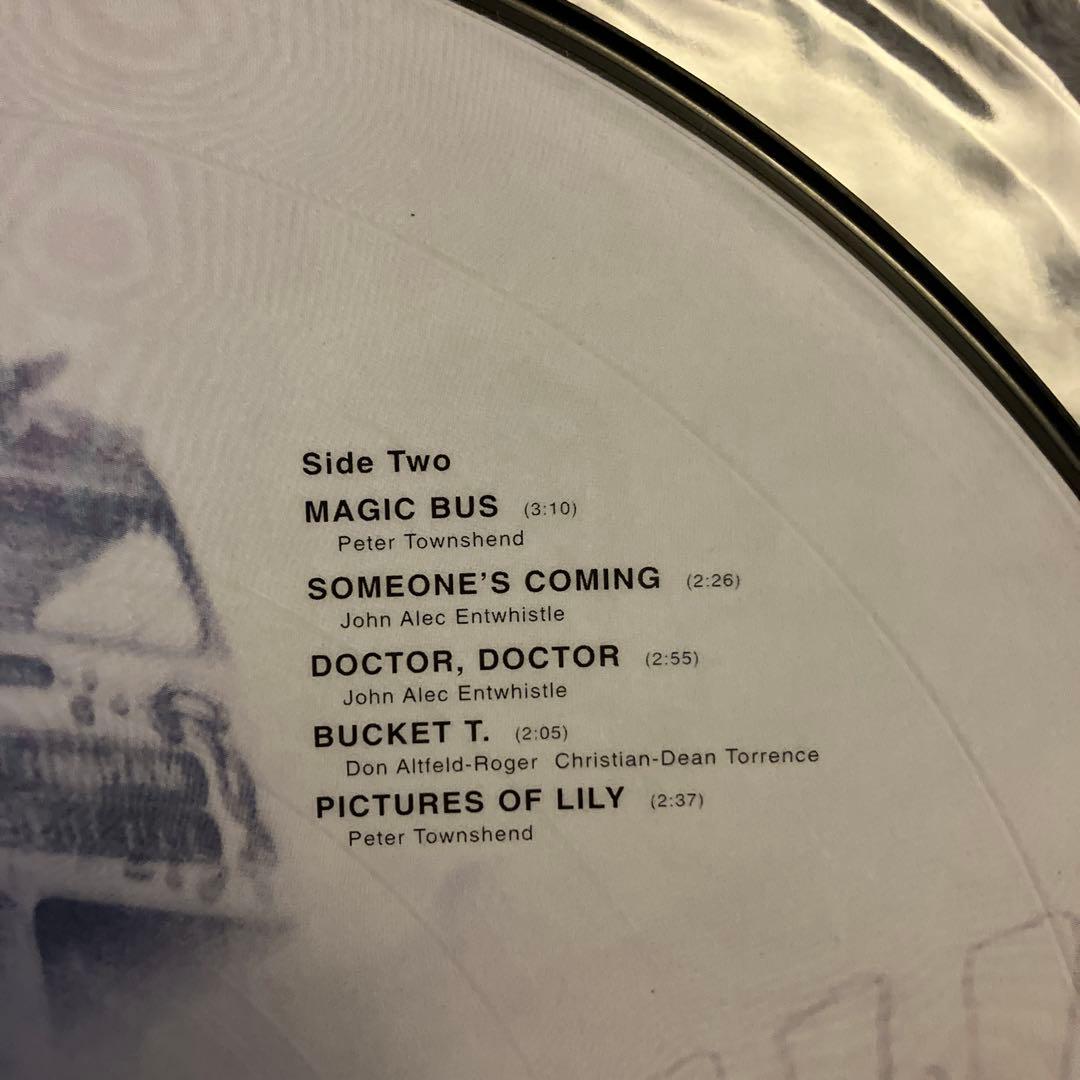 Side Two
MAGIC BUS (3:10)
Peter Townshend
SOMEONE'S COMING (2:26)
John Alec Entwhistle
DOCTOR, DOCTOR (2:55)
John Alec Entwhistle
BUCKET T. (2:05)
Don Altfeld-Roger Christian-Dean Torrence
PICTURES OF LILY (2:37)
Peter Townshend